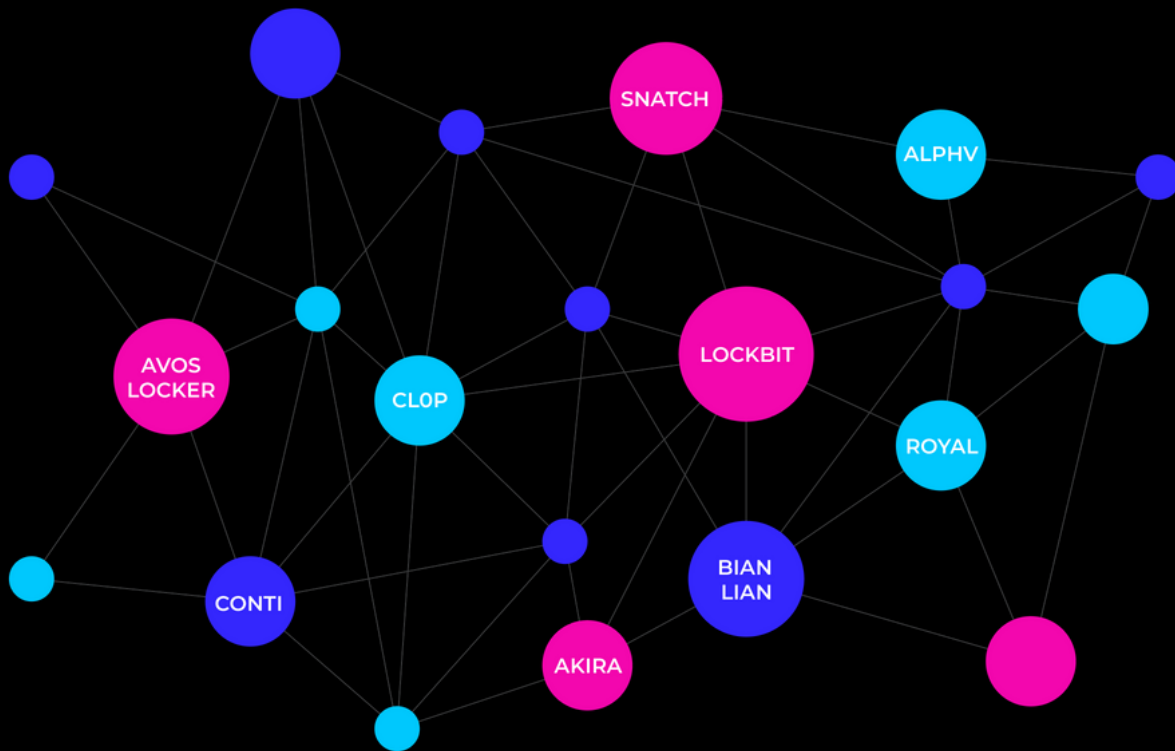 SNATCH
ALPHV
LOCKBIT
AVOS
LOCKER
CL0P
ROYAL
BIAN
LIAN
CONTI
AKIRA